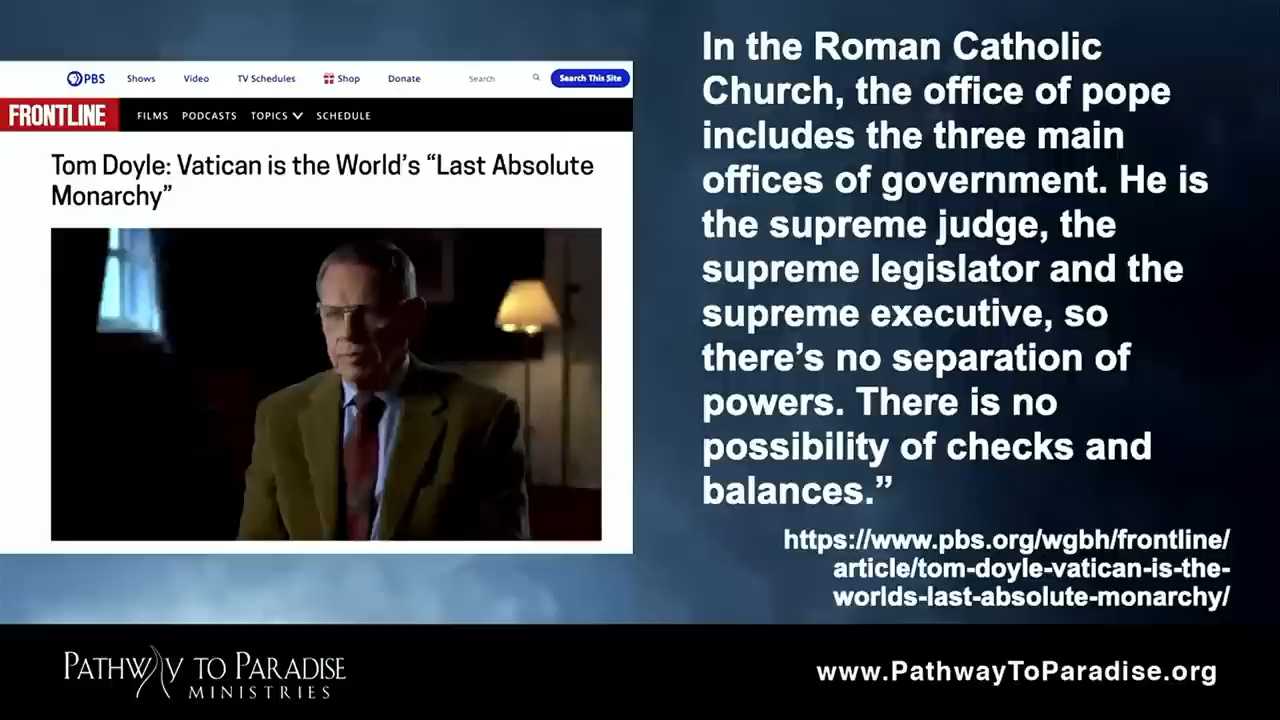 PBS Shows Video TV Schedules Shop Donate Search Search This Site
FRONTLINE FILMS PODCASTS TOPICS SCHEDULE
Tom Doyle: Vatican is the World’s “Last Absolute
Monarchy”
In the Roman Catholic
Church, the office of pope
includes the three main
offices of government. He is
the supreme judge, the
supreme legislator and the
supreme executive, so
there’s no separation of
powers. There is no
possibility of checks and
balances.”
https://www.pbs.org/wgbh/frontline/
article/tom-doyle-vatican-is-the-
worlds-last-absolute-monarchy/
PATHWAY TO PARADISE
MINISTRIES
www.PathwayToParadise.org